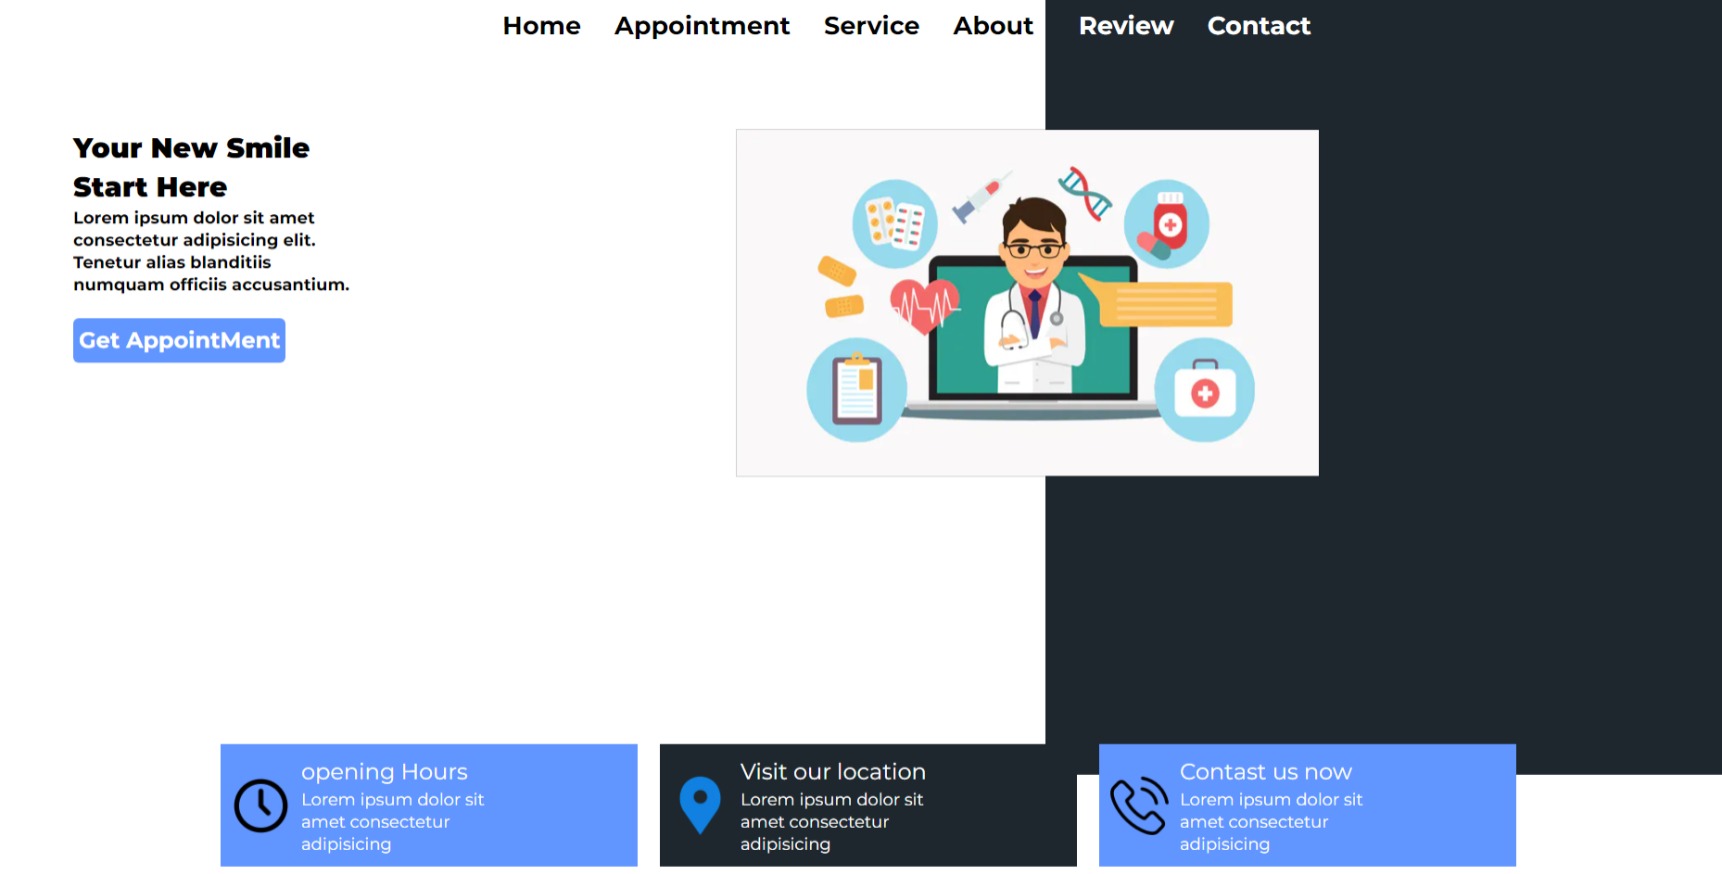 Home Appointment Service About Review Contact
Your New Smile
Start Here
Lorem ipsum dolor sit amet
consectetur adipisicing elit.
Tenetur alias blanditiis
numquam officiis accusantium.
Get AppointMent
opening Hours
Lorem ipsum dolor sit
amet consectetur
adipisicing
Visit our location
Lorem ipsum dolor sit
amet consectetur
adipisicing
Contast us now
Lorem ipsum dolor sit
amet consectetur
adipisicing